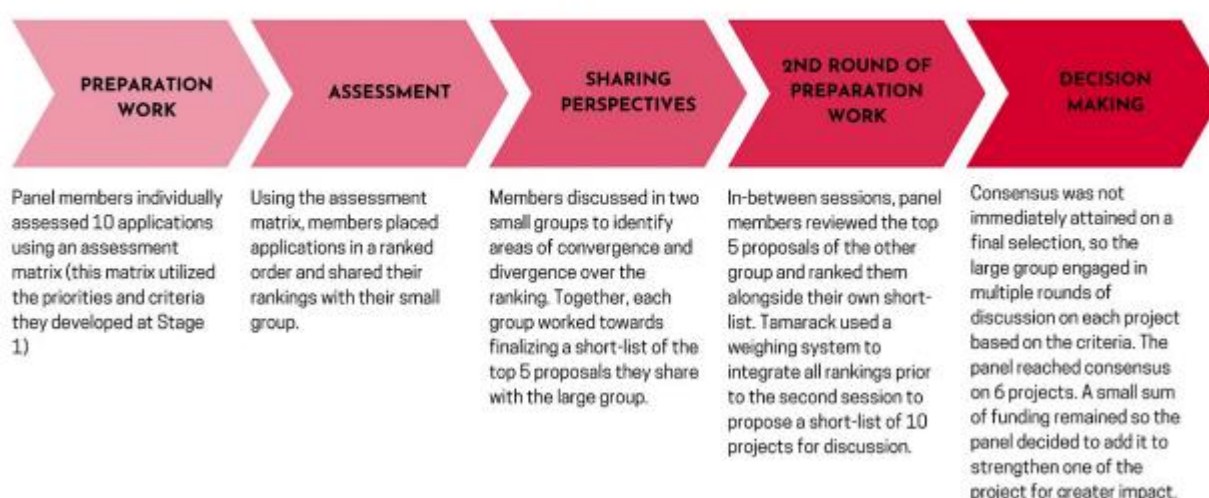 PREPARATION
WORK
Panel members individually
assessed 10 applications
using an assessment
matrix (this matrix utilized
the priorities and criteria
they developed at Stage
1)
ASSESSMENT
Using the assessment
matrix, members placed
applications in a ranked
order and shared their
rankings with their small
group.
SHARING
PERSPECTIVES
Members discussed in two
small groups to identify
areas of convergence and
divergence over the
ranking. Together, each
group worked towards
finalizing a short-list of the
top 5 proposals they share
with the large group.
2ND ROUND OF
PREPARATION
WORK
In-between sessions, panel
members reviewed the top
5 proposals of the other
group and ranked them
alongside their own short-
list. Tamarack used a
weighing system to
integrate all rankings prior
to the second session to
propose a short-list of 10
projects for discussion.
DECISION
MAKING
Consensus was not
immediately attained on a
final selection, so the
large group engaged in
multiple rounds of
discussion on each project
based on the criteria. The
panel reached consensus
on 6 projects. A small sum
of funding remained so the
panel decided to add it to
strengthen one of the
project for greater impact.